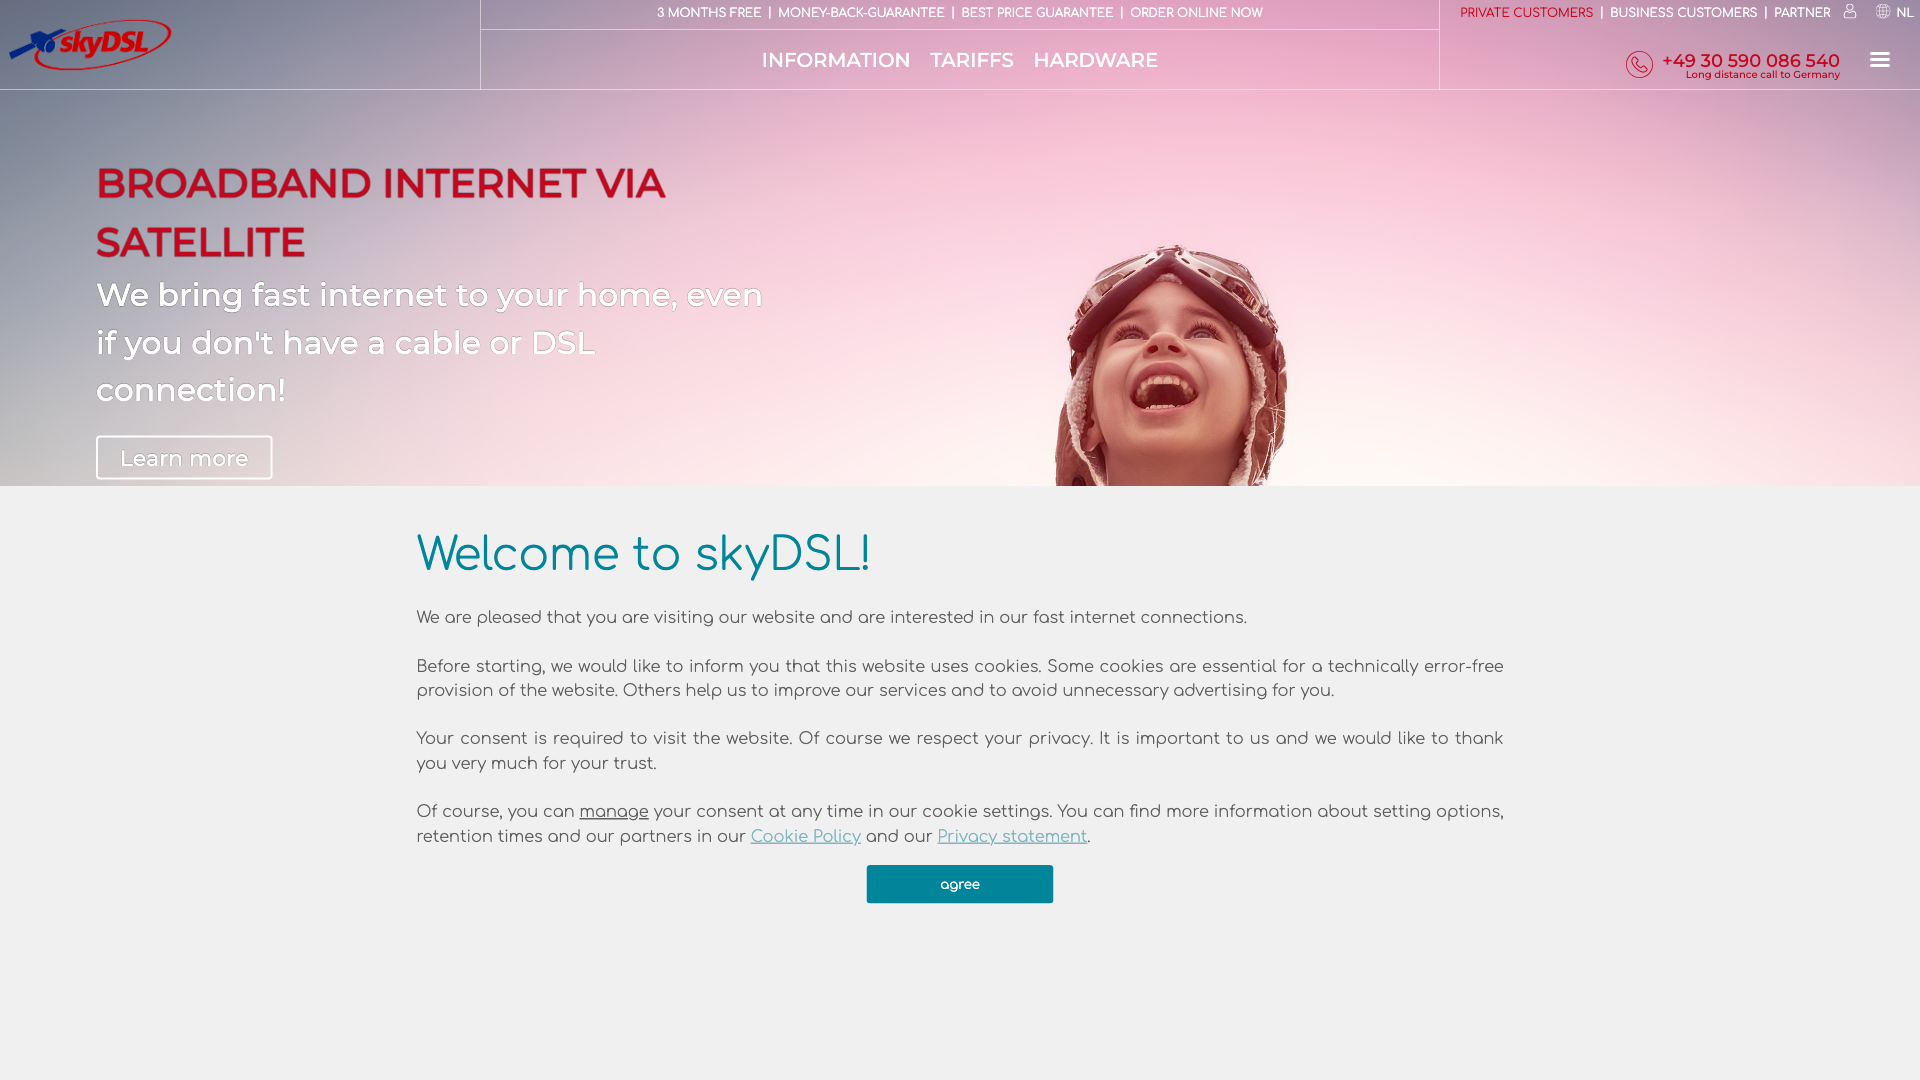 skyDSL
3 MONTHS FREE | MONEY-BACK-GUARANTEE | BEST PRICE GUARANTEE | ORDER ONLINE NOW
PRIVATE CUSTOMERS | BUSINESS CUSTOMERS | PARTNER NL
INFORMATION TARIFFS HARDWARE
+49 30 590 086 540
Long distance call to Germany
BROADBAND INTERNET VIA
SATELLITE
We bring fast internet to your home, even
if you don't have a cable or DSL
connection!
Learn more
Welcome to skyDSL!
We are pleased that you are visiting our website and are interested in our fast internet connections.
Before starting, we would like to inform you that this website uses cookies. Some cookies are essential for a technically error-free
provision of the website. Others help us to improve our services and to avoid unnecessary advertising for you.
Your consent is required to visit the website. Of course we respect your privacy. It is important to us and we would like to thank
you very much for your trust.
Of course, you can manage your consent at any time in our cookie settings. You can find more information about setting options,
retention times and our partners in our Cookie Policy and our Privacy statement.
agree